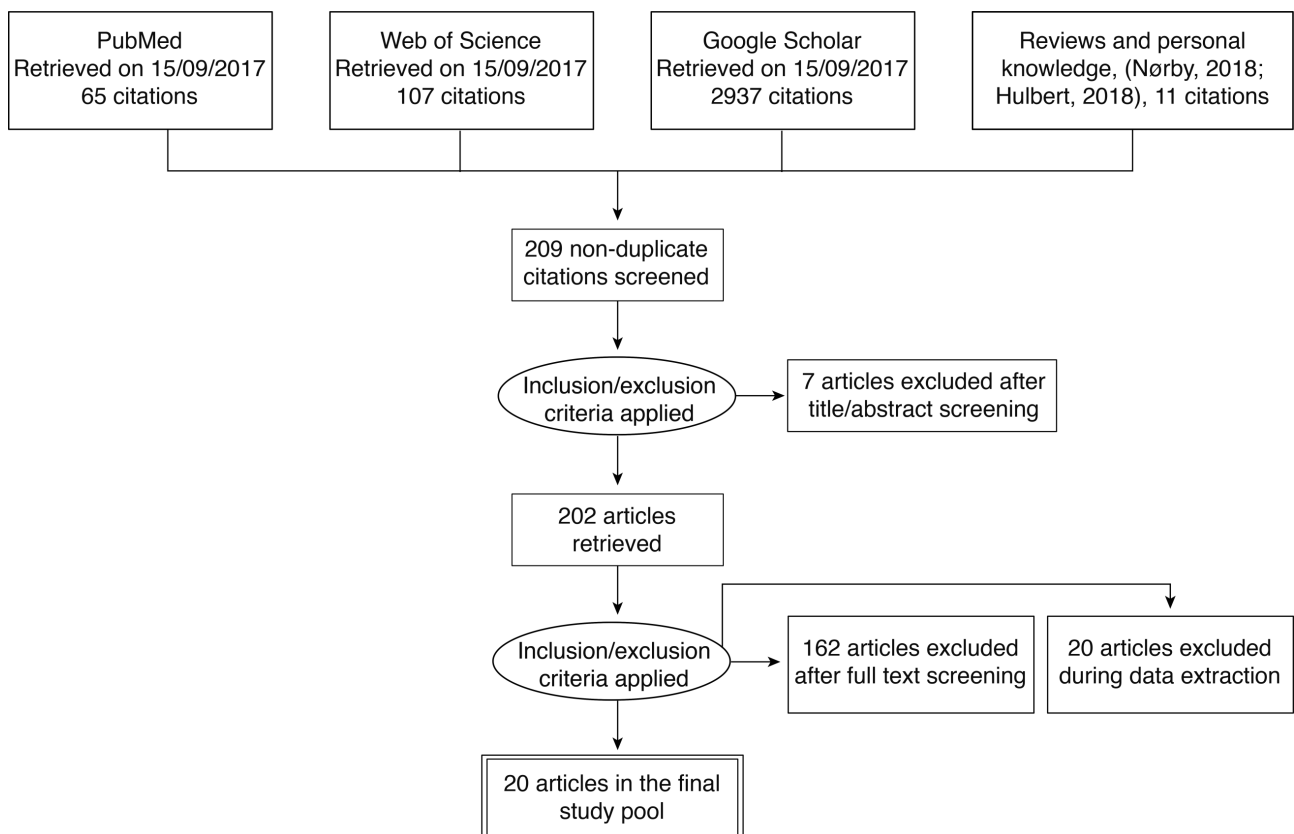 PubMed
Retrieved on 15/09/2017
65 citations
Web of Science
Retrieved on 15/09/2017
107 citations
Google Scholar
Retrieved on 15/09/2017
2937 citations
Reviews and personal
knowledge, (Nørby, 2018;
Hulbert, 2018), 11 citations
209 non-duplicate
citations screened
Inclusion/exclusion
criteria applied
7 articles excluded after
title/abstract screening
202 articles
retrieved
Inclusion/exclusion
criteria applied
162 articles excluded
after full text screening
20 articles excluded
during data extraction
20 articles in the final
study pool